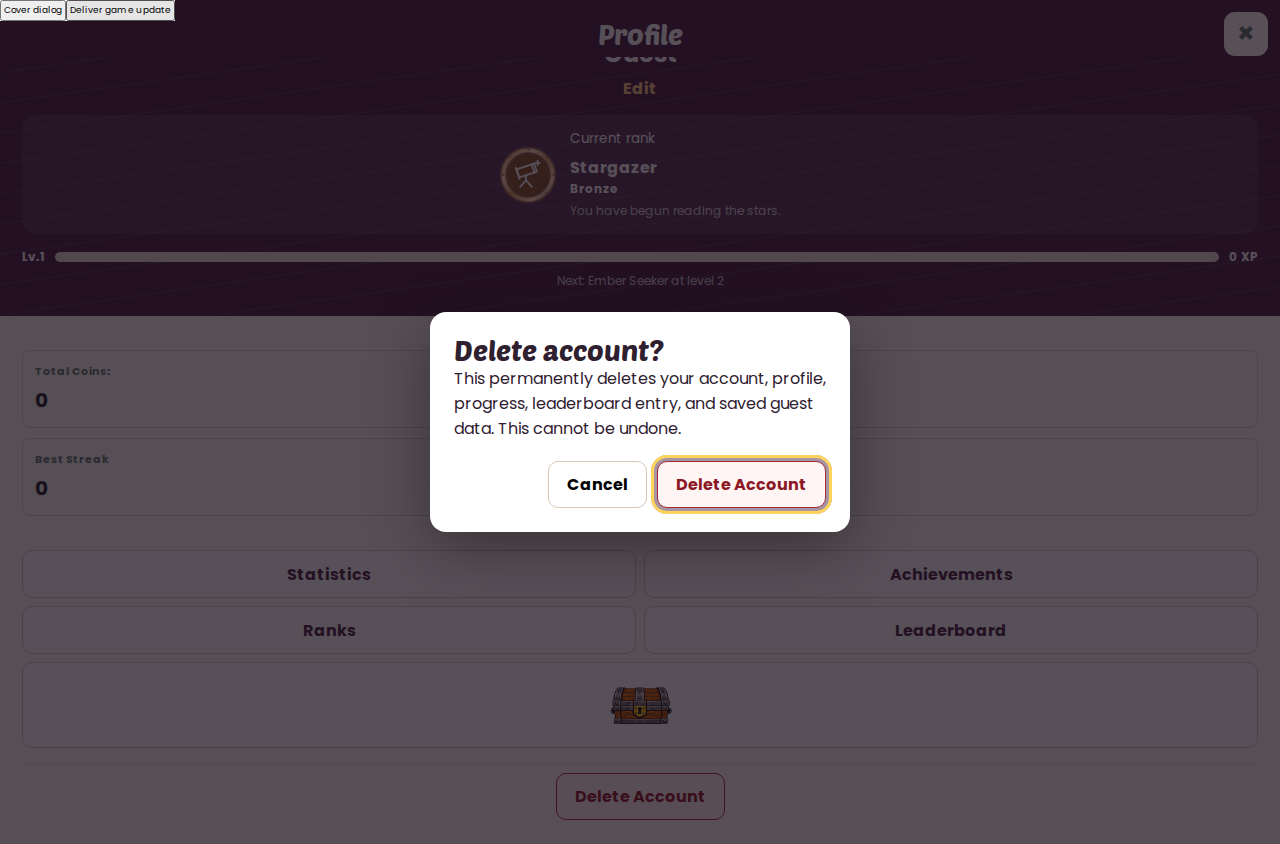 Cover dialog
Deliver game update
Profile
✖
Edit
Current rank
Stargazer
Bronze
You have begun reading the stars.
Lv.1
0 XP
Next: Ember Seeker at level 2
Delete account?
This permanently deletes your account, profile,
progress, leaderboard entry, and saved guest
data. This cannot be undone.
Cancel
Delete Account
Total Coins:
0
Best Streak
0
Statistics
Achievements
Ranks
Leaderboard
Delete Account